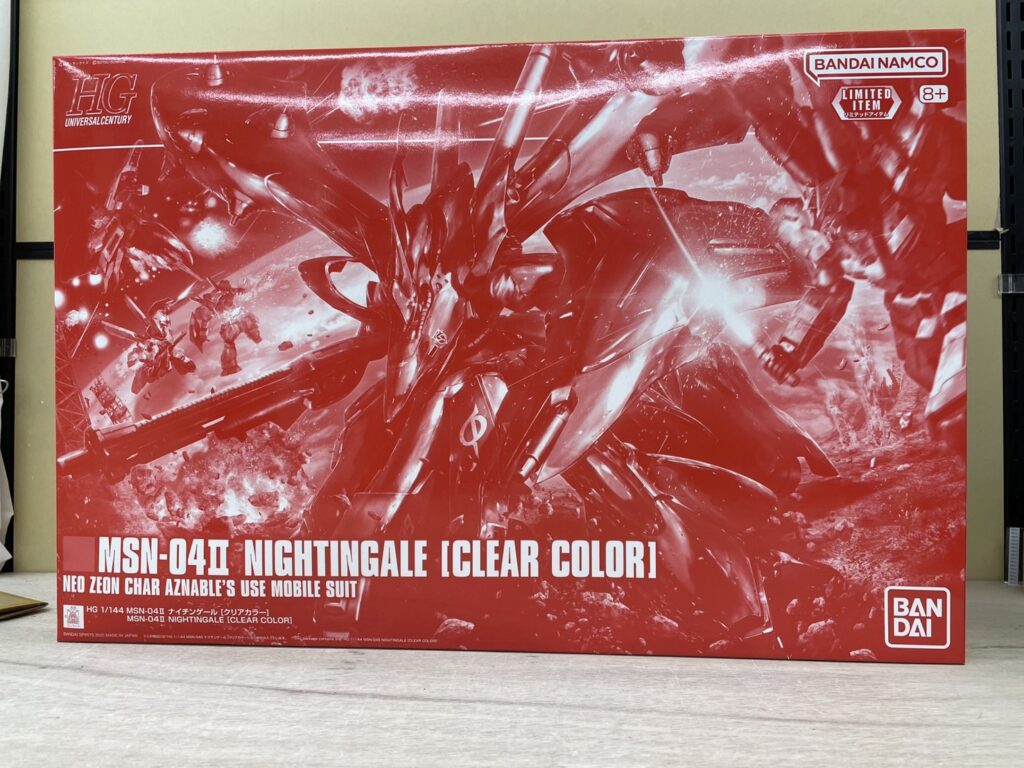 HG
UNIVERSAL CENTURY
BANDAI NAMCO
LIMITED
ITEM
リミテッドアイテム
8+
MSN-04II NIGHTINGALE [CLEAR COLOR]
NEO ZEON CHAR AZNABLE'S USE MOBILE SUIT
HG 1/144 MSN-04II ナイチンゲール [クリアカラー]
MSN-04II NIGHTINGALE [CLEAR COLOR]
BAN
DAI